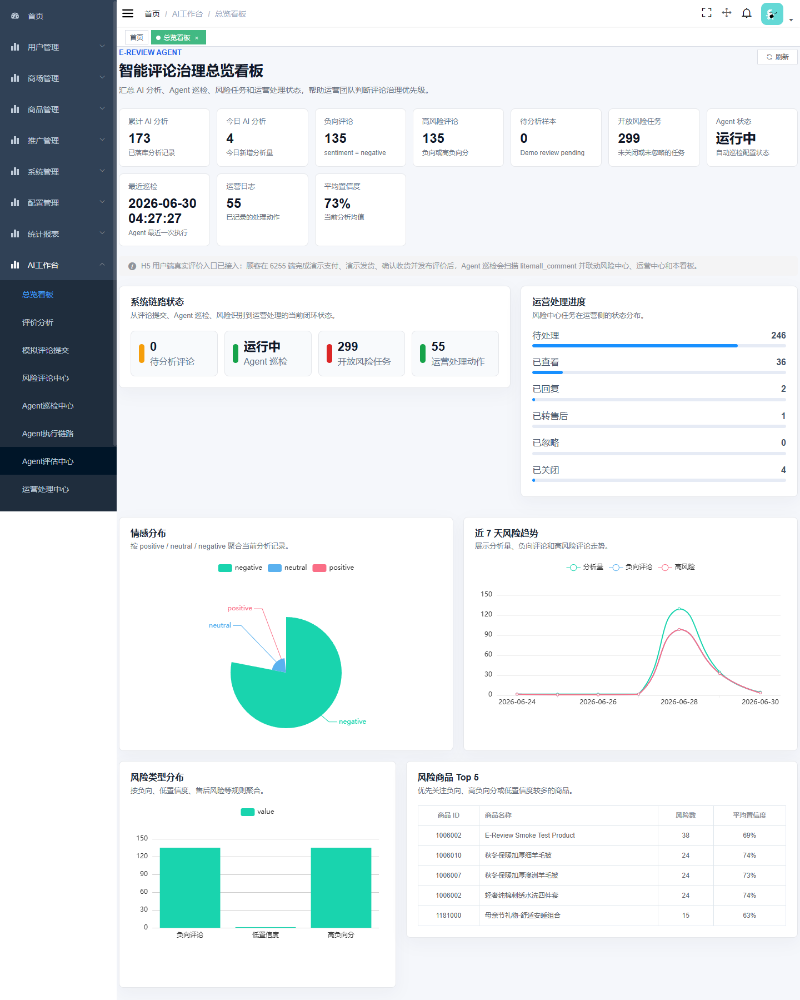 首页
用户管理
商场管理
商品管理
推广管理
系统管理
配置管理
统计报表
AI工作台
总览看板
评价分析
模拟评论提交
风险评论中心
Agent巡检中心
Agent执行链路
Agent评估中心
运营处理中心
首页 / AI工作台 / 总览看板
首页
总览看板 ×
E-REVIEW AGENT
刷新
智能评论治理总览看板
汇总 AI 分析、Agent 巡检、风险任务和运营处理状态，帮助运营团队判断评论治理优先级。
累计 AI 分析
173
已落库分析记录
今日 AI 分析
4
今日新增分析量
负向评论
135
sentiment = negative
高风险评论
135
负向或高负向分
待分析样本
0
Demo review pending
开放风险任务
299
未关闭或未忽略的任务
Agent 状态
运行中
自动巡检配置状态
最近巡检
2026-06-30
04:27:27
Agent 最近一次执行
运营日志
55
已记录的处理动作
平均置信度
73%
当前分析均值
H5 用户端真实评价入口已接入：顾客在 6255 端完成演示支付、演示发货、确认收货并发布评价后，Agent 巡检会扫描 litemall_comment 并联动风险中心、运营中心和本看板。
系统链路状态
从评论提交、Agent 巡检、风险识别到运营处理的当前闭环状态。
0
待分析评论
运行中
Agent 巡检
299
开放风险任务
55
运营处理动作
运营处理进度
风险中心任务在运营侧的状态分布。
待处理 246
已查看 36
已回复 2
已转售后 1
已忽略 0
已关闭 4
情感分布
按 positive / neutral / negative 聚合当前分析记录。
negative neutral positive
positive
neutral
negative
近 7 天风险趋势
展示分析量、负向评论和高风险评论走势。
分析量 负向评论 高风险
150
120
90
60
30
0
2026-06-24 2026-06-26 2026-06-28 2026-06-30
风险类型分布
按负向、低置信度、售后风险等规则聚合。
value
150
120
90
60
30
0
负向评论 低置信度 高负向分
风险商品 Top 5
优先关注负向、高负向分或低置信度较多的商品。
商品 ID 商品名称 风险数 平均置信度
1006002 E-Review Smoke Test Product 38 69%
1006010 秋冬保暖加厚细羊毛被 24 74%
1006007 秋冬保暖加厚澳洲羊毛被 24 73%
1006002 轻奢纯棉刺绣水洗四件套 24 74%
1181000 母亲节礼物-舒适安睡组合 15 63%